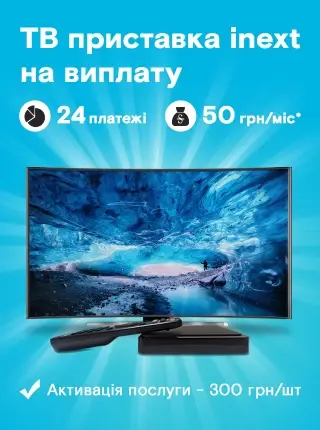 ТВ приставка inext
на виплату
24 платежі 50 грн/міс*
Активація послуги - 300 грн/шт